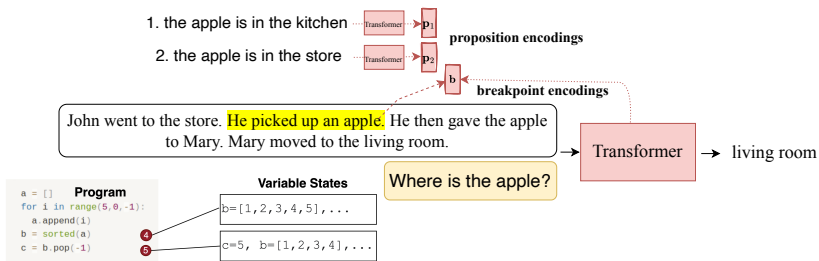 1. the apple is in the kitchen
Transformer
p₁
proposition encodings
2. the apple is in the store
Transformer
p₂
b
breakpoint encodings
John went to the store. He picked up an apple. He then gave the apple
to Mary. Mary moved to the living room.
Transformer
living room
Where is the apple?
Program
a = []
for i in range(5,0,-1):
a.append(i)
b = sorted(a)
c = b.pop(-1)
4
5
Variable States
b=[1,2,3,4,5],...
c=5, b=[1,2,3,4],...